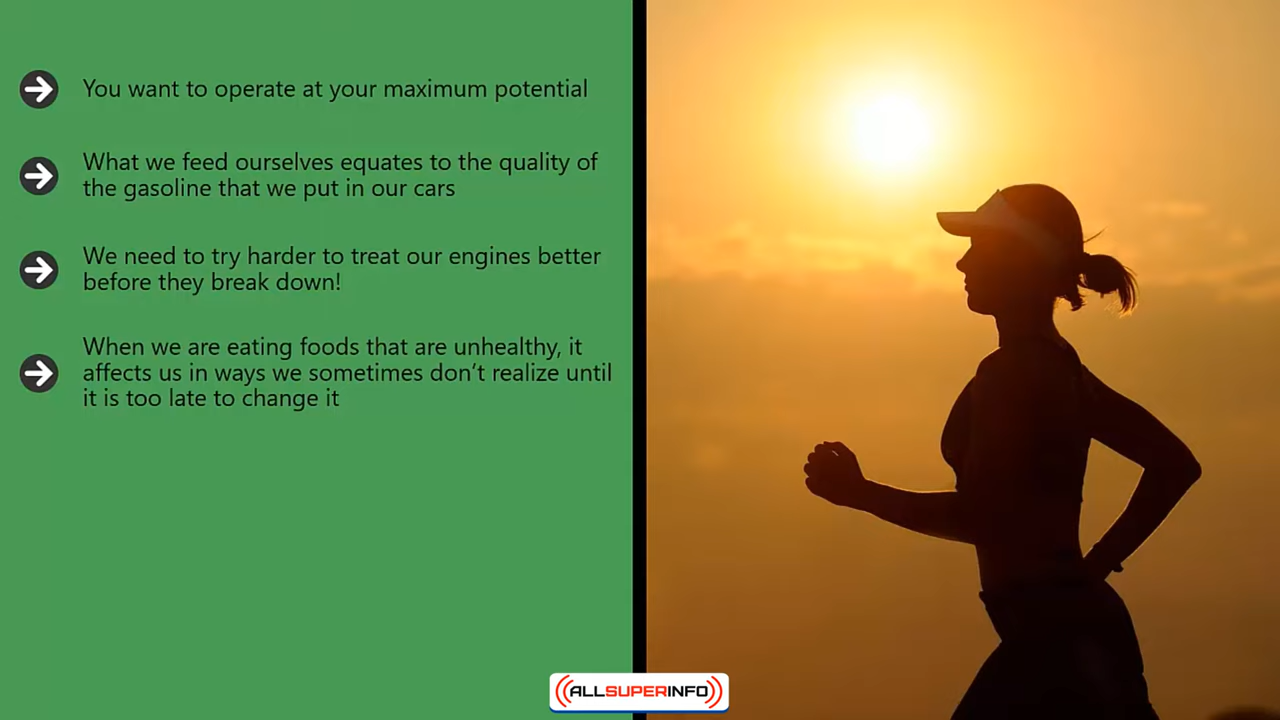 You want to operate at your maximum potential
What we feed ourselves equates to the quality of
the gasoline that we put in our cars
We need to try harder to treat our engines better
before they break down!
When we are eating foods that are unhealthy, it
affects us in ways we sometimes don’t realize until
it is too late to change it
ALLSUPERINFO